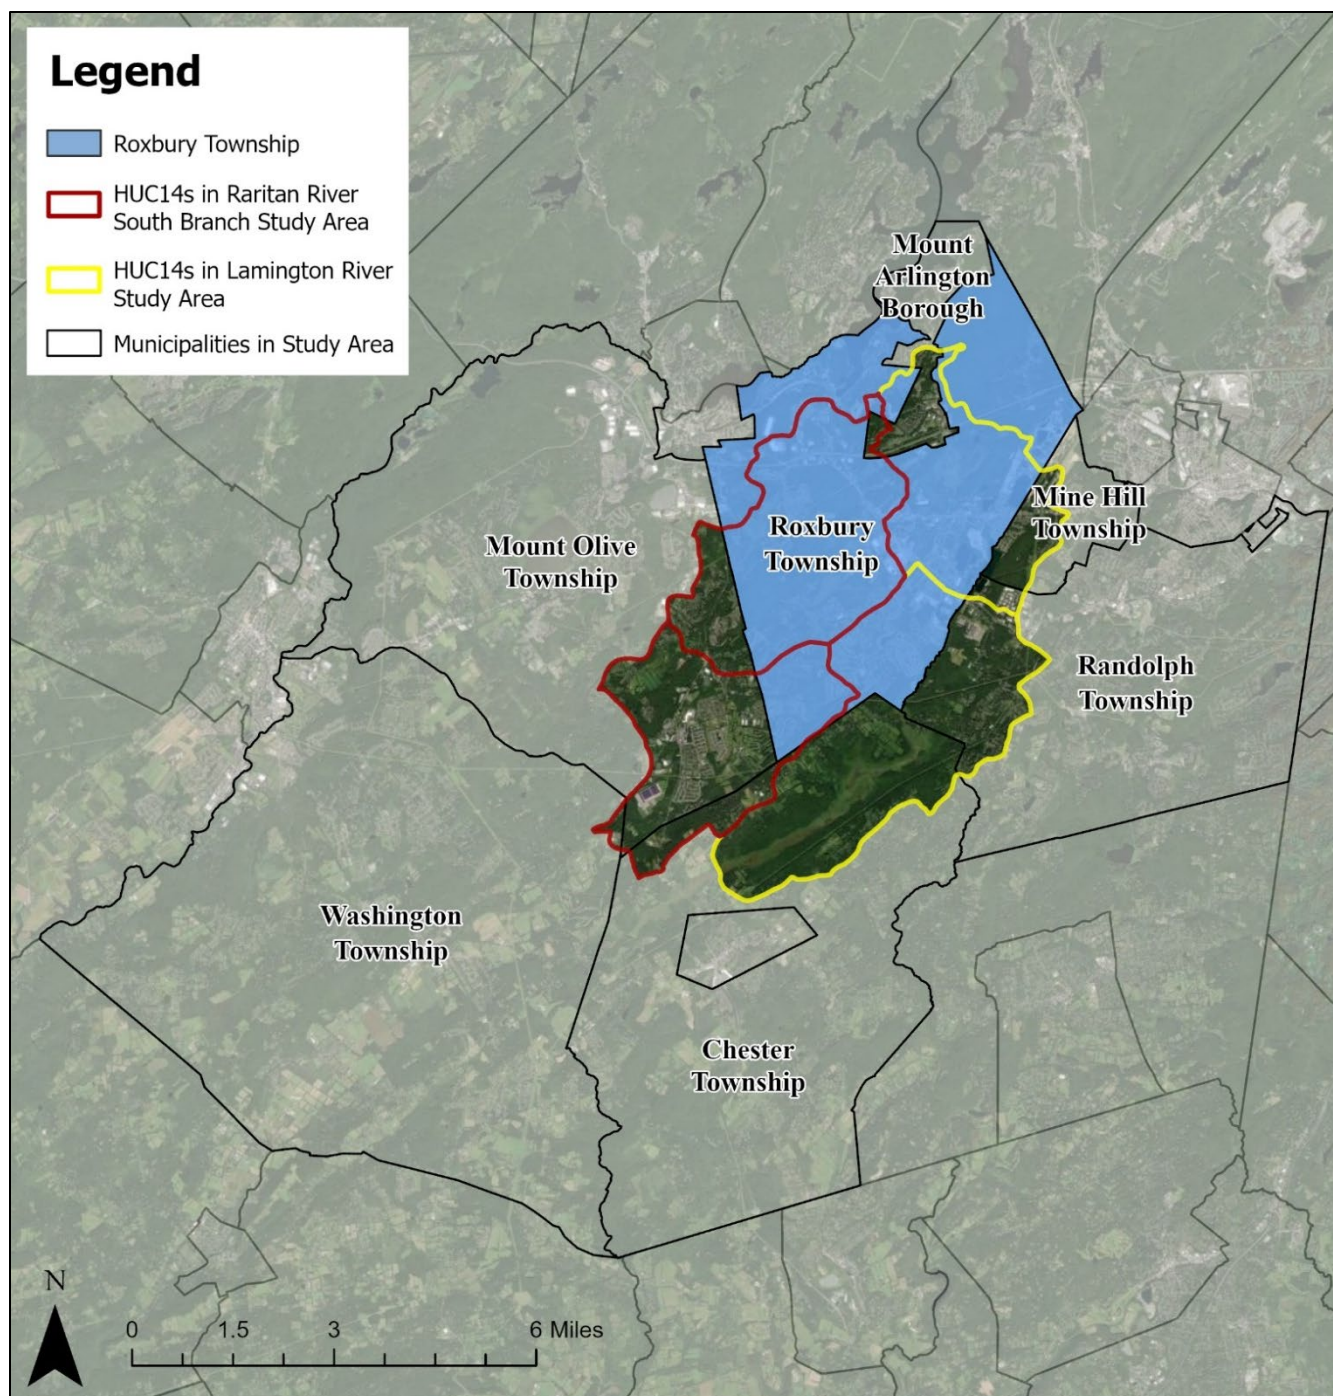 Legend
Roxbury Township
HUC14s in Raritan River
South Branch Study Area
HUC14s in Lamington River
Study Area
Municipalities in Study Area
Mount
Arlington
Borough
Mine Hill
Township
Roxbury
Township
Mount Olive
Township
Randolph
Township
Washington
Township
Chester
Township
N
0 1.5 3 6 Miles